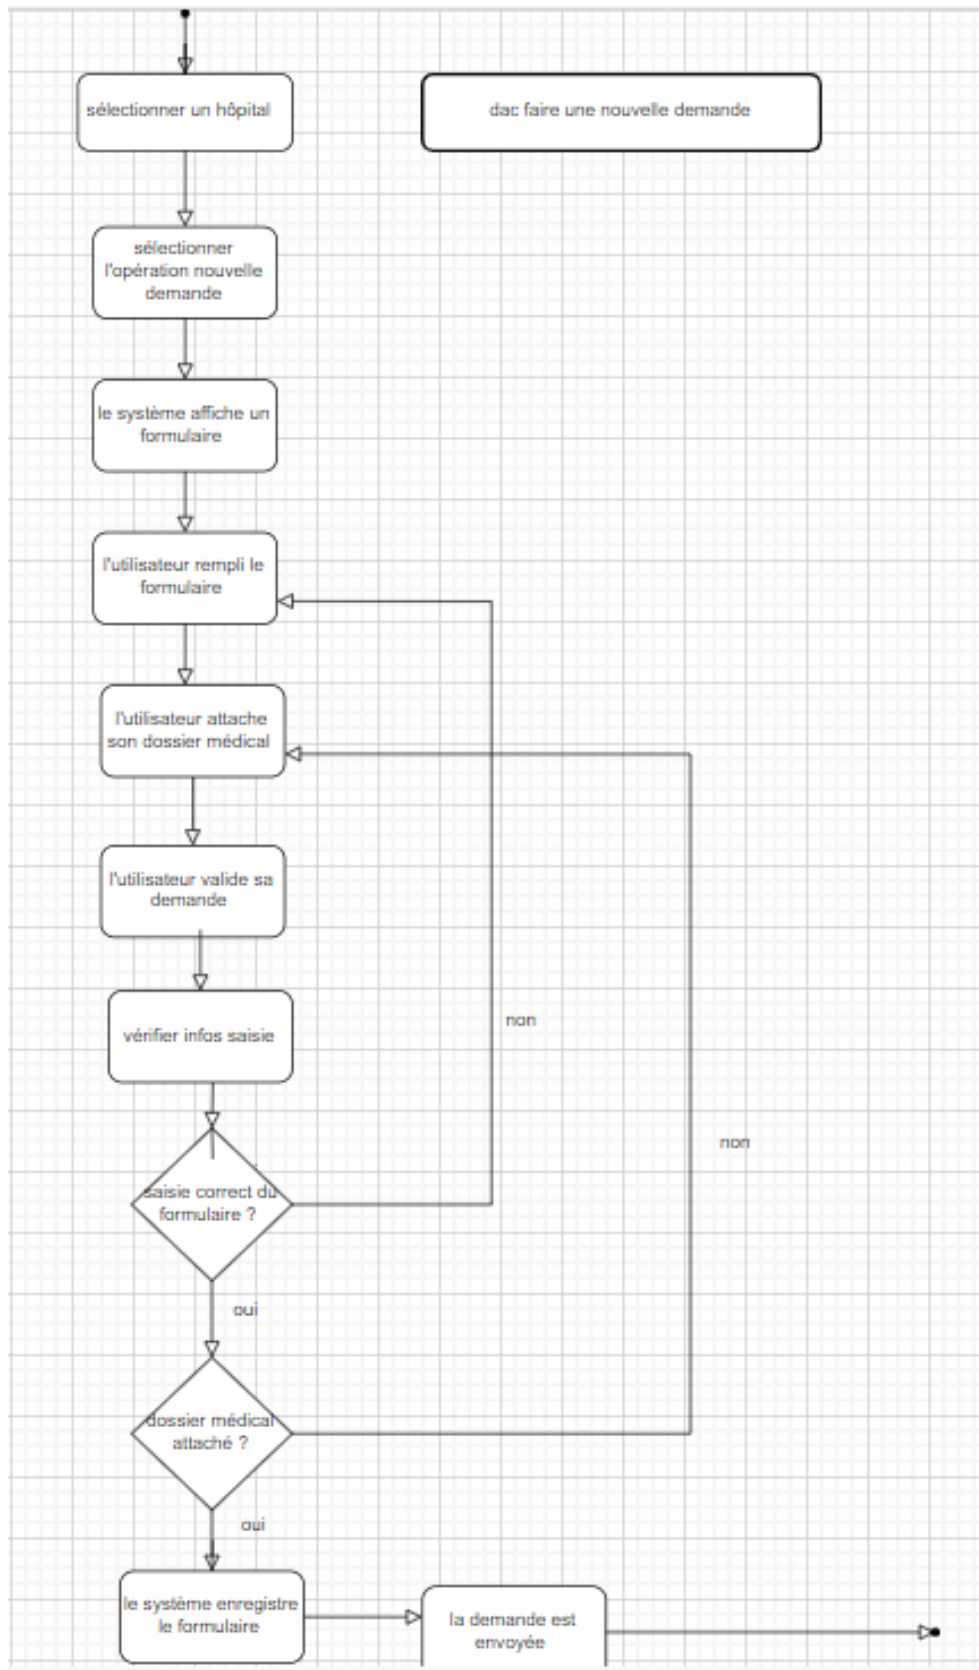 sélectionner un hôpital
dac faire une nouvelle demande
sélectionner
l'opération nouvelle
demande
le système affiche un
formulaire
l'utilisateur rempli le
formulaire
l'utilisateur attache
son dossier médical
l'utilisateur valide sa
demande
vérifier infos saisie
non
non
saisie correct du
formulaire ?
oui
dossier médical
attaché ?
oui
le système enregistre
le formulaire
la demande est
envoyée